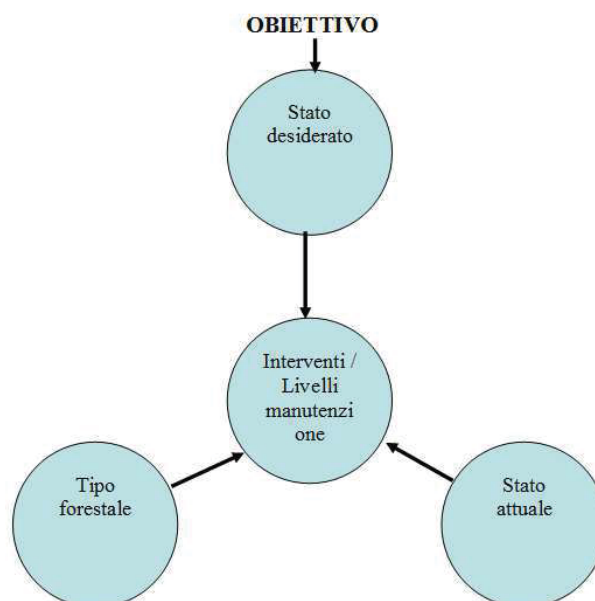 OBIETTIVO
Stato
desiderato
Interventi /
Livelli
manutenzi
one
Tipo
forestale
Stato
attuale